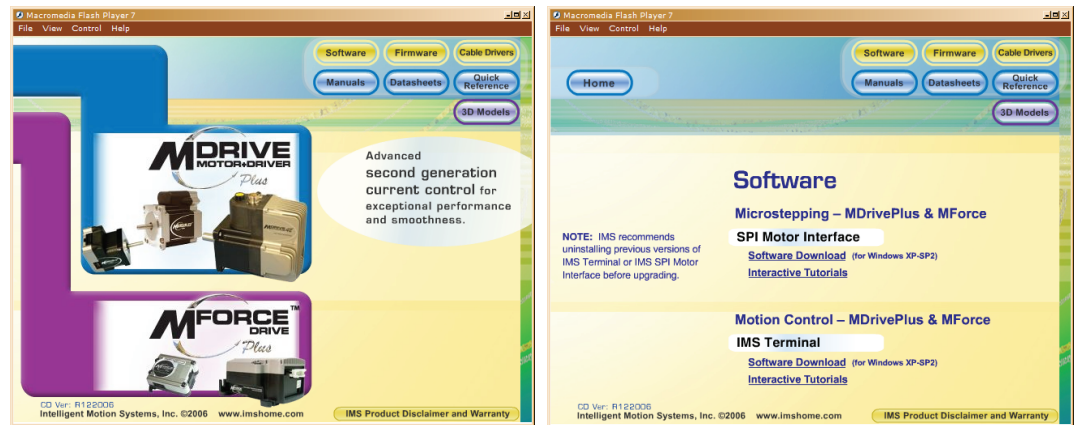 Macromedia Flash Player 7
File View Control Help
Software Firmware Cable Drivers
Manuals Datasheets Quick Reference
3D Models
MDRIVE
MOTOR+DRIVER
Plus
Advanced
second generation
current control for
exceptional performance
and smoothness.
MFORCE™
DRIVE
Plus
CD Ver: R122006
Intelligent Motion Systems, Inc. ©2006 www.imshome.com
IMS Product Disclaimer and Warranty
Macromedia Flash Player 7
File View Control Help
Software Firmware Cable Drivers
Home Manuals Datasheets Quick Reference
3D Models
Software
Microstepping – MDrivePlus & MForce
SPI Motor Interface
Software Download (for Windows XP-SP2)
Interactive Tutorials
NOTE: IMS recommends
uninstalling previous versions of
IMS Terminal or IMS SPI Motor
Interface before upgrading.
Motion Control – MDrivePlus & MForce
IMS Terminal
Software Download (for Windows XP-SP2)
Interactive Tutorials
CD Ver: R122006
Intelligent Motion Systems, Inc. ©2006 www.imshome.com
IMS Product Disclaimer and Warranty